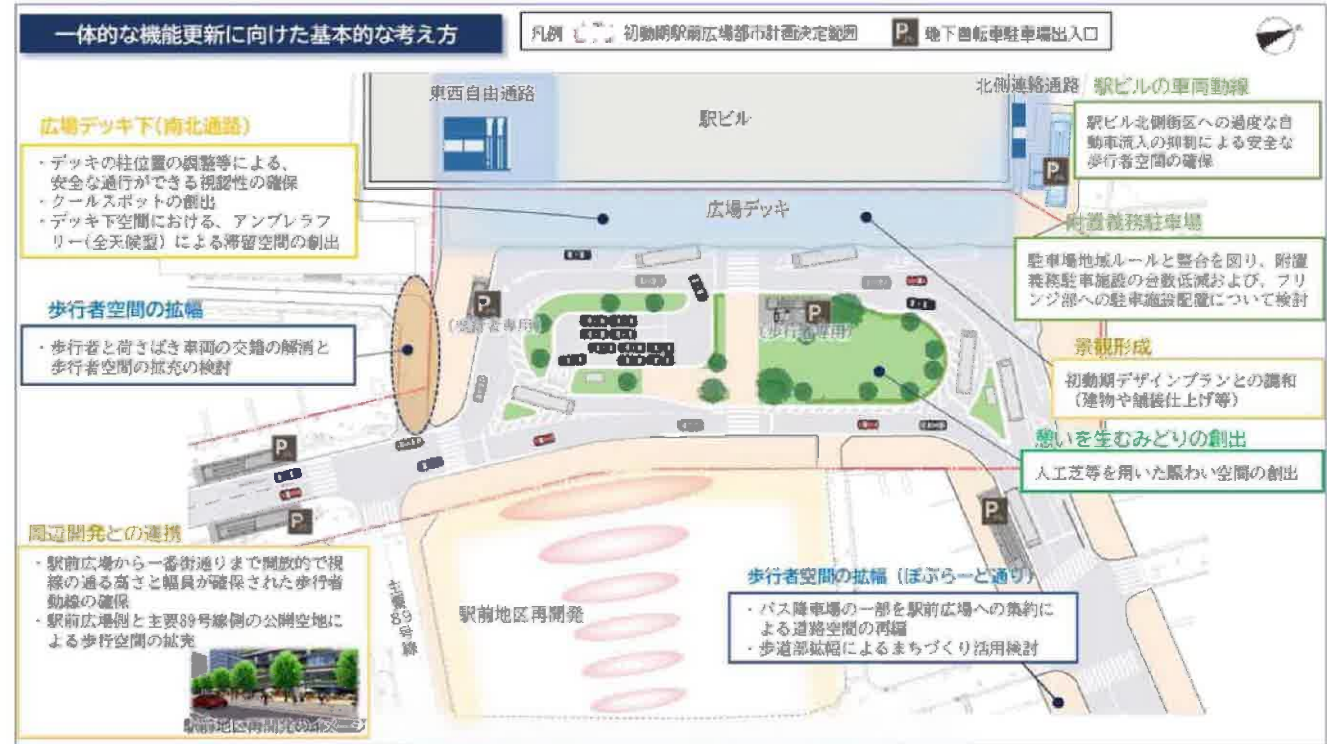 一体的な機能更新に向けた基本的な考え方
凡例
初動期駅前広場都市計画決定範囲
P 地下自転車駐車場出入口
東西自由通路
駅ビル
北側連絡通路
駅ビルの車両動線
駅ビル北側街区への過度な自
動車流入の抑制による安全な
歩行者空間の確保
P
広場デッキ下(南北通路)
・デッキの柱位置の調整等による、
安全な通行ができる視認性の確保
・クールスポットの創出
・デッキ下空間における、アンブレラフ
リー(全天候型)による滞留空間の創出
広場デッキ
附置義務駐車場
駐車場地域ルールと整合を図り、附置
義務駐車施設の台数低減および、フリ
ンジ部への駐車施設配置について検討
歩行者空間の拡幅
・歩行者と荷さばき車両の交錯の解消と
歩行者空間の拡充の検討
P
(歩行者専用)
P
(歩行者専用)
景観形成
初動期デザインプランとの調和
(建物や舗装仕上げ等)
憩いを生むみどりの創出
人工芝等を用いた賑わい空間の創出
P
P
P
周辺開発との連携
・駅前広場から一番街通りまで開放的で視
線の通る高さと幅員が確保された歩行者
動線の確保
・駅前広場側と主要89号線側の公開空地に
よる歩行空間の拡充
駅前地区再開発のイメージ
主要89号線
駅前地区再開発
歩行者空間の拡幅(ぽぷらーと通り)
・バス降車場の一部を駅前広場への集約に
よる道路空間の再編
・歩道部拡幅によるまちづくり活用検討